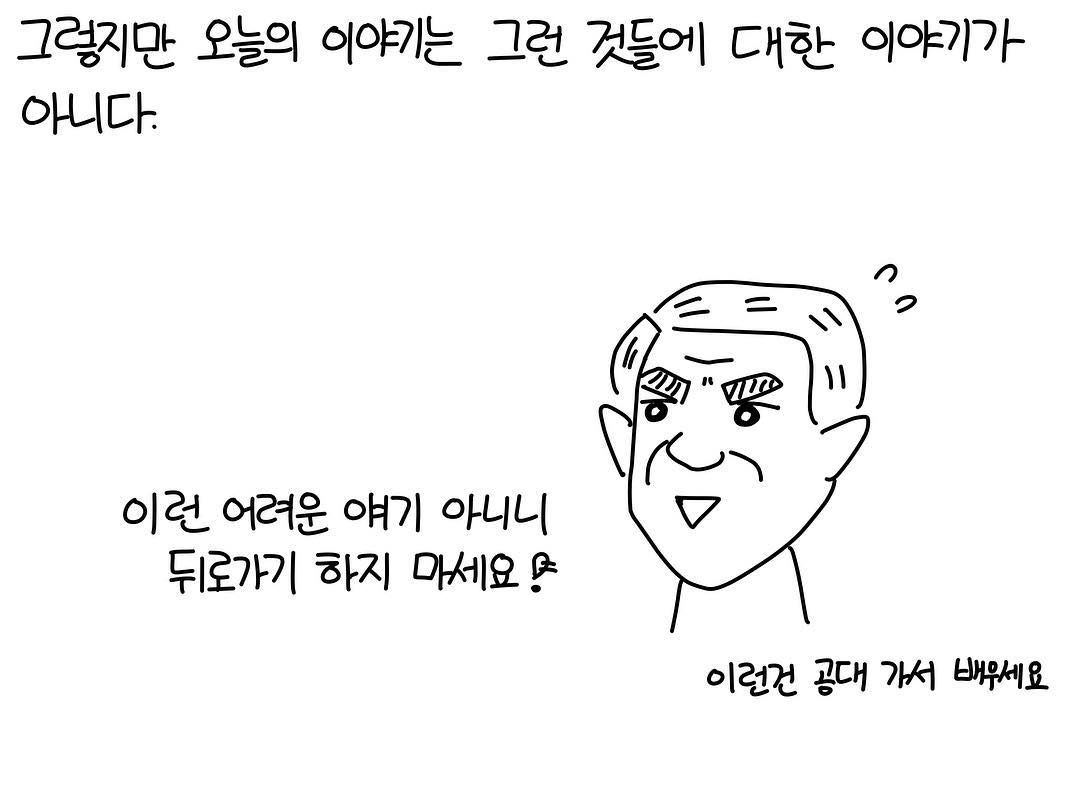 그렇지만 오늘의 이야기는 그런 것들에 대한 이야기가
아니다.
이런 어려운 얘기 아니니
뒤로가기 하지 마세요!
이런건 공대 가서 배우세요